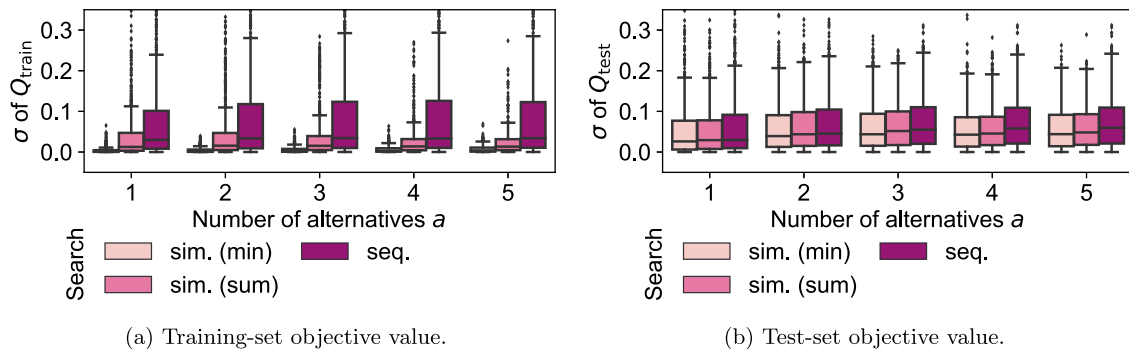 σ of Q_train
0.3
0.2
0.1
0.0
1 2 3 4 5
Number of alternatives a
Search
sim. (min) seq.
sim. (sum)
(a) Training-set objective value.
σ of Q_test
0.3
0.2
0.1
0.0
1 2 3 4 5
Number of alternatives a
Search
sim. (min) seq.
sim. (sum)
(b) Test-set objective value.